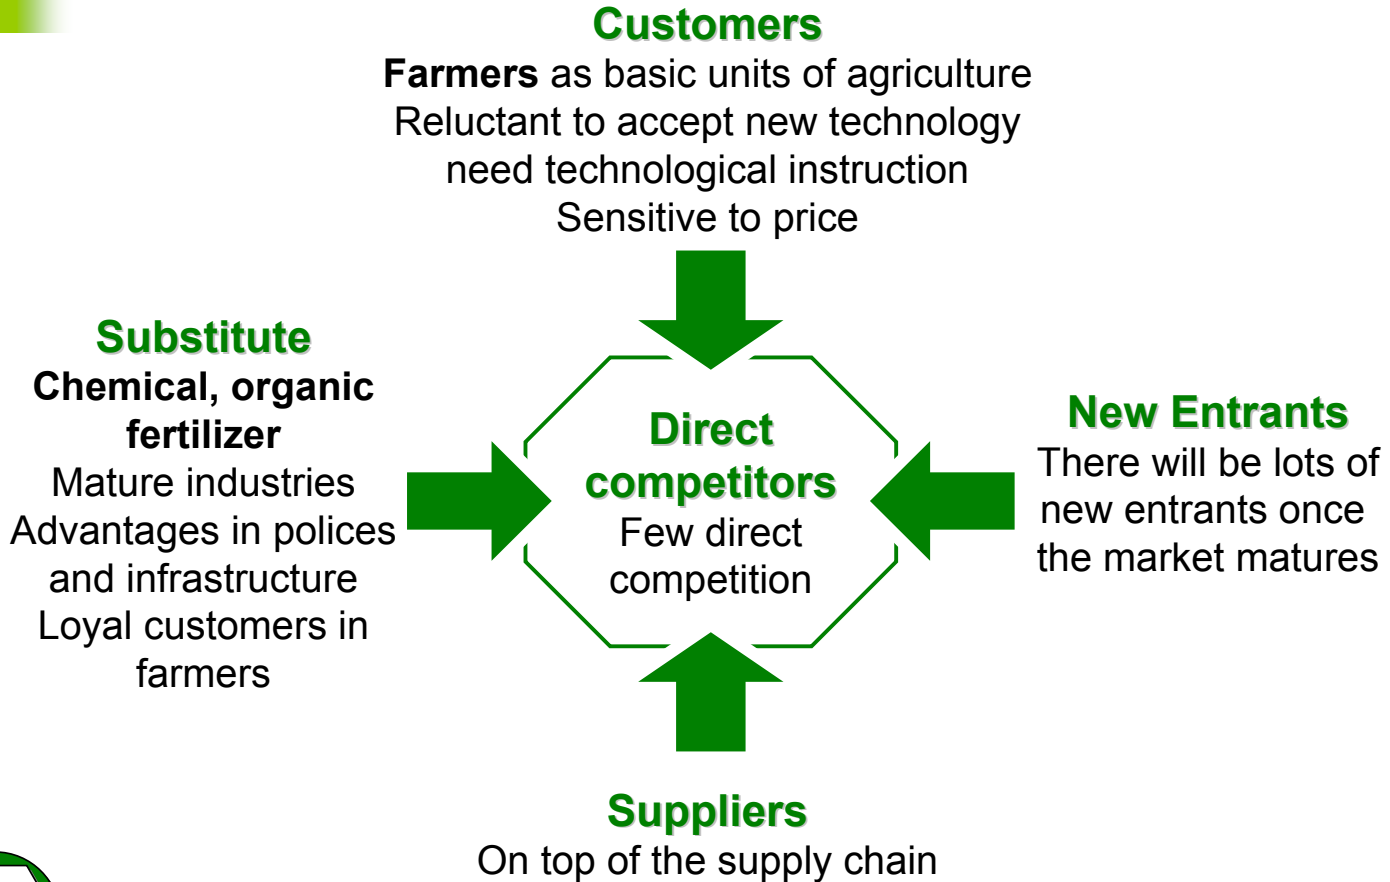 Customers
Farmers as basic units of agriculture
Reluctant to accept new technology
need technological instruction
Sensitive to price
Substitute
Chemical, organic
fertilizer
Mature industries
Advantages in polices
and infrastructure
Loyal customers in
farmers
Direct
competitors
Few direct
competition
New Entrants
There will be lots of
new entrants once
the market matures
Suppliers
On top of the supply chain